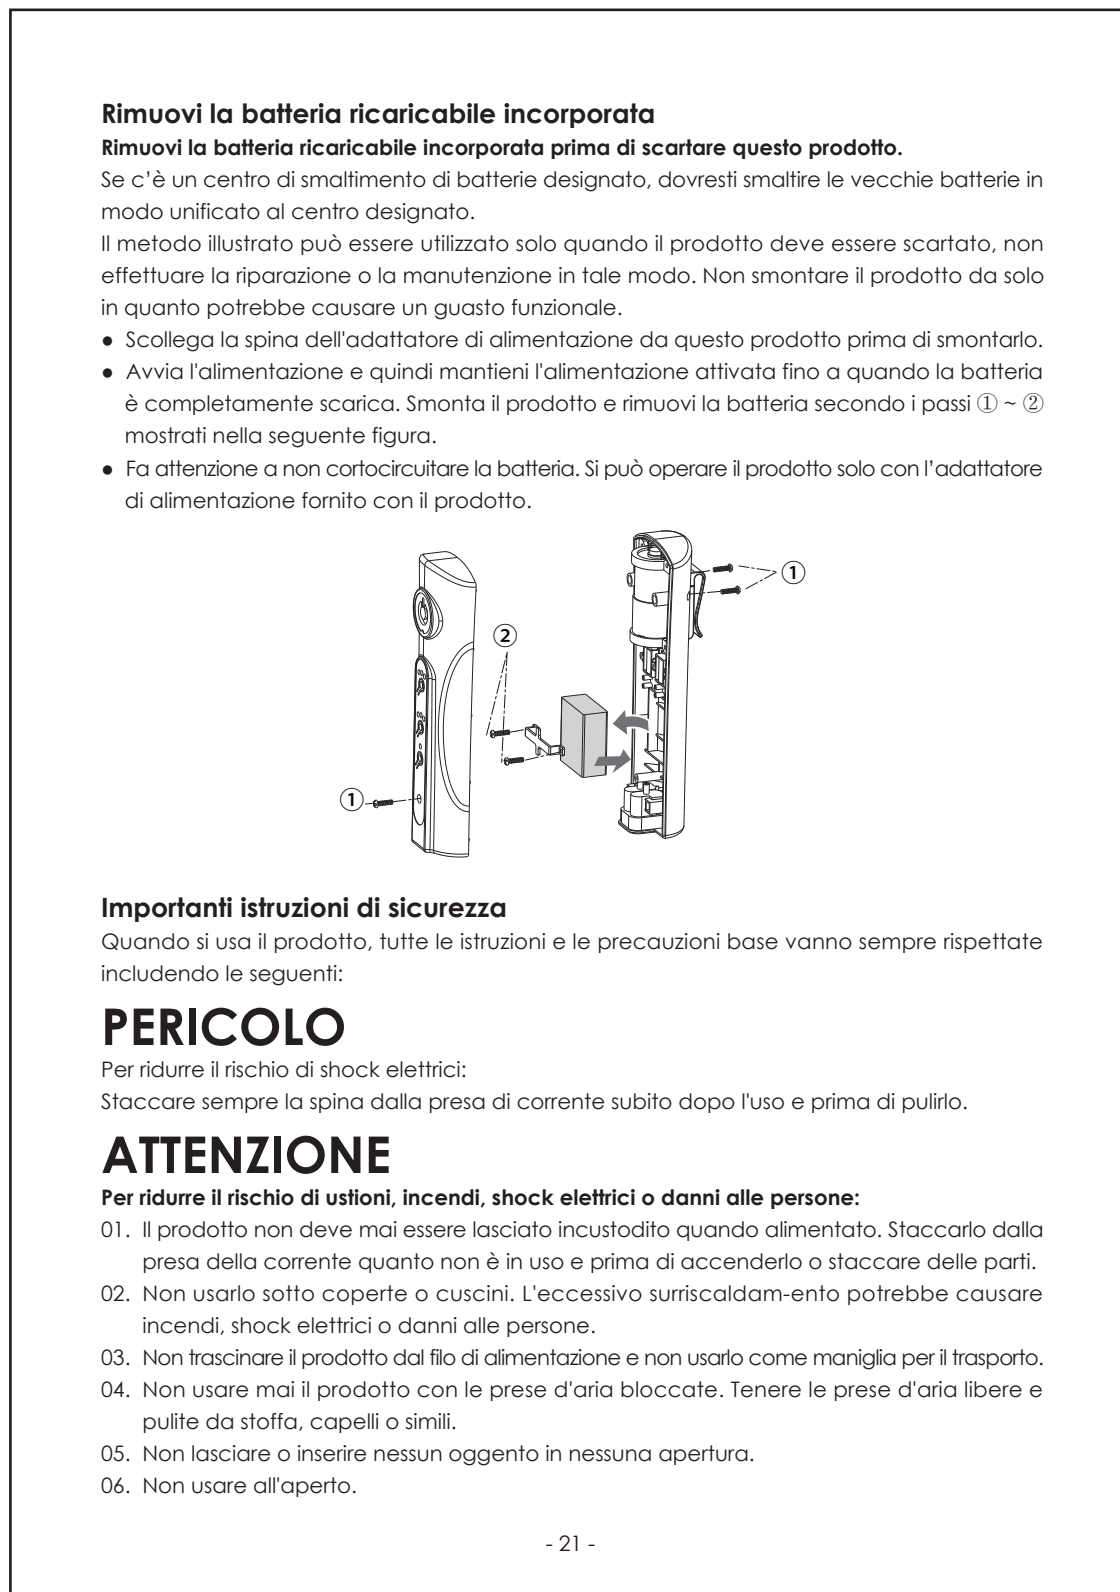 Rimuovi la batteria ricaricabile incorporata
Rimuovi la batteria ricaricabile incorporata prima di scartare questo prodotto.
Se c’è un centro di smaltimento di batterie designato, dovresti smaltire le vecchie batterie in
modo unificato al centro designato.
Il metodo illustrato può essere utilizzato solo quando il prodotto deve essere scartato, non
effettuare la riparazione o la manutenzione in tale modo. Non smontare il prodotto da solo
in quanto potrebbe causare un guasto funzionale.
● Scollega la spina dell'adattatore di alimentazione da questo prodotto prima di smontarlo.
● Avvia l'alimentazione e quindi mantieni l'alimentazione attivata fino a quando la batteria
è completamente scarica. Smonta il prodotto e rimuovi la batteria secondo i passi ① ~ ②
mostrati nella seguente figura.
● Fa attenzione a non cortocircuitare la batteria. Si può operare il prodotto solo con l’adattatore
di alimentazione fornito con il prodotto.
①
②
①
Importanti istruzioni di sicurezza
Quando si usa il prodotto, tutte le istruzioni e le precauzioni base vanno sempre rispettate
includendo le seguenti:
PERICOLO
Per ridurre il rischio di shock elettrici:
Staccare sempre la spina dalla presa di corrente subito dopo l'uso e prima di pulirlo.
ATTENZIONE
Per ridurre il rischio di ustioni, incendi, shock elettrici o danni alle persone:
01. Il prodotto non deve mai essere lasciato incustodito quando alimentato. Staccarlo dalla
presa della corrente quanto non è in uso e prima di accenderlo o staccare delle parti.
02. Non usarlo sotto coperte o cuscini. L'eccessivo surriscaldam-ento potrebbe causare
incendi, shock elettrici o danni alle persone.
03. Non trascinare il prodotto dal filo di alimentazione e non usarlo come maniglia per il trasporto.
04. Non usare mai il prodotto con le prese d'aria bloccate. Tenere le prese d'aria libere e
pulite da stoffa, capelli o simili.
05. Non lasciare o inserire nessun oggento in nessuna apertura.
06. Non usare all'aperto.
- 21 -